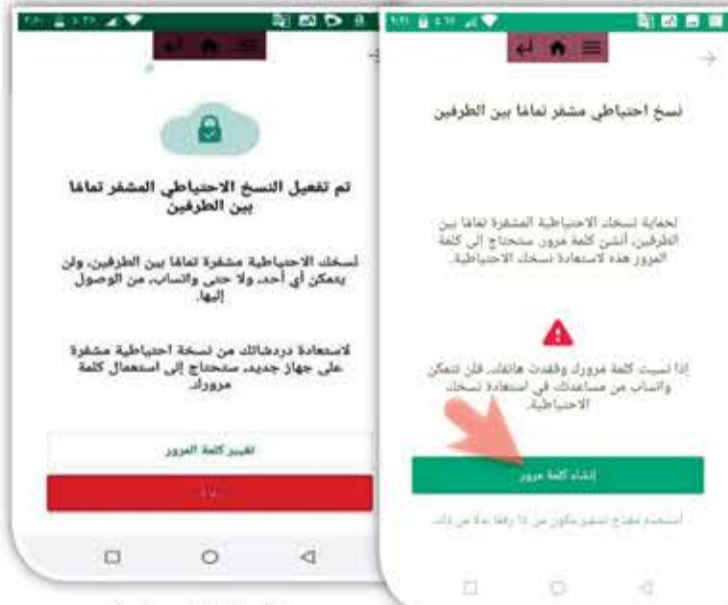 نسخ احتياطي مشفر تمامًا بين الطرفين
لحماية نسخك الاحتياطية المشفرة تمامًا بين
الطرفين، أنشئ كلمة مرور. ستحتاج إلى كلمة
المرور هذه لاستعادة نسخك الاحتياطية.
إذا نسيت كلمة مرورك وفقدت هاتفك، فلن تتمكن
واتساب من مساعدتك في استعادة نسخك
الاحتياطية.
إنشاء كلمة مرور
تم تفعيل النسخ الاحتياطي المشفر تمامًا
بين الطرفين
نسخك الاحتياطية مشفرة تمامًا بين الطرفين، ولن
يتمكن أي أحد، ولا حتى واتساب، من الوصول
إليها.
لاستعادة دردشاتك من نسخة احتياطية مشفرة
على جهاز جديد، ستحتاج إلى استعمال كلمة
مرورك.
تغيير كلمة المرور